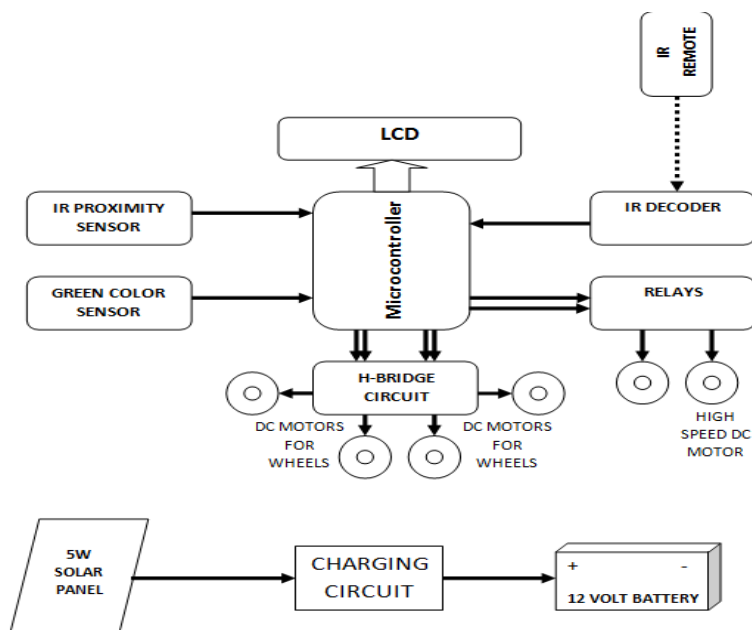 IR
REMOTE
LCD
IR PROXIMITY
SENSOR
Microcontroller
IR DECODER
GREEN COLOR
SENSOR
RELAYS
H-BRIDGE
CIRCUIT
DC MOTORS
FOR
WHEELS
DC MOTORS
FOR
WHEELS
HIGH
SPEED DC
MOTOR
5W
SOLAR
PANEL
CHARGING
CIRCUIT
+ -
12 VOLT BATTERY